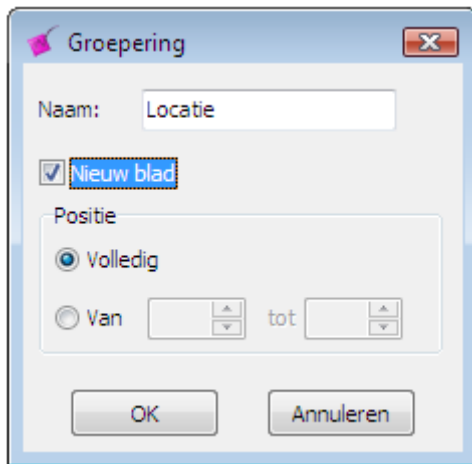 Groepering
Naam: Locatie
Nieuw blad
Positie
Volledig
Van tot
OK Annuleren